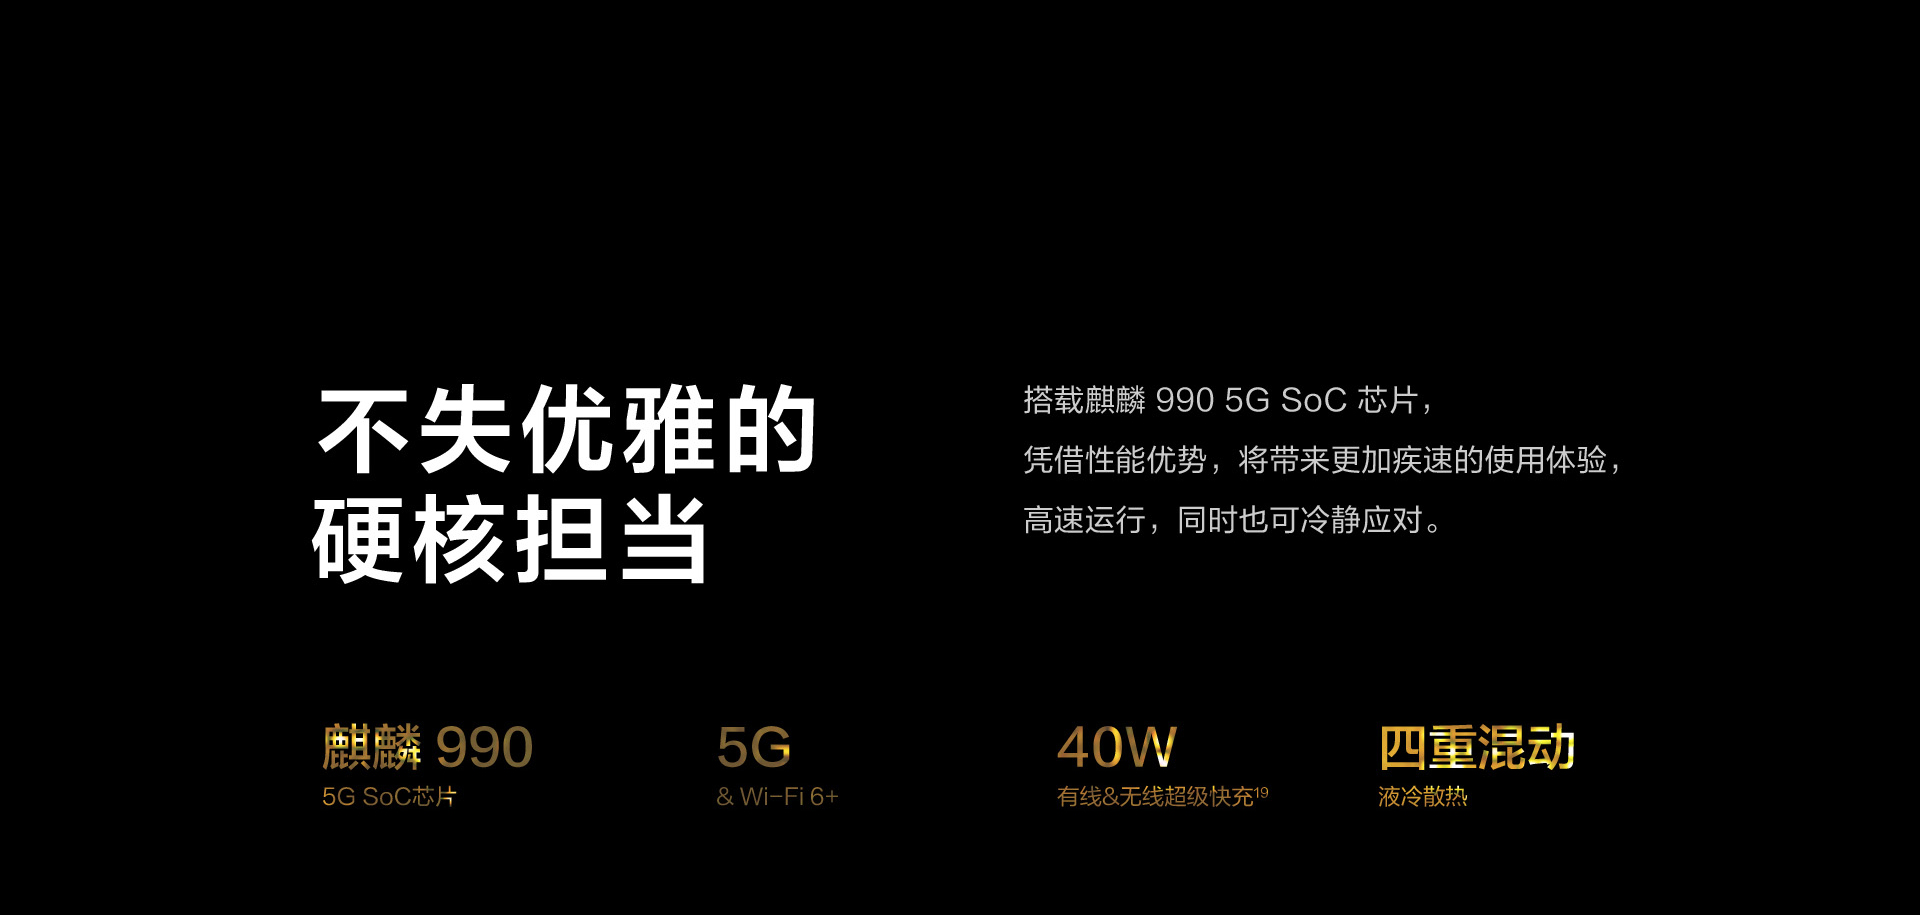 不失优雅的
硬核担当
搭载麒麟 990 5G SoC 芯片，
凭借性能优势，将带来更加疾速的使用体验，
高速运行，同时也可冷静应对。
麒麟 990
5G SoC芯片
5G
& Wi-Fi 6+
40W
有线&无线超级快充19
四重混动
液冷散热